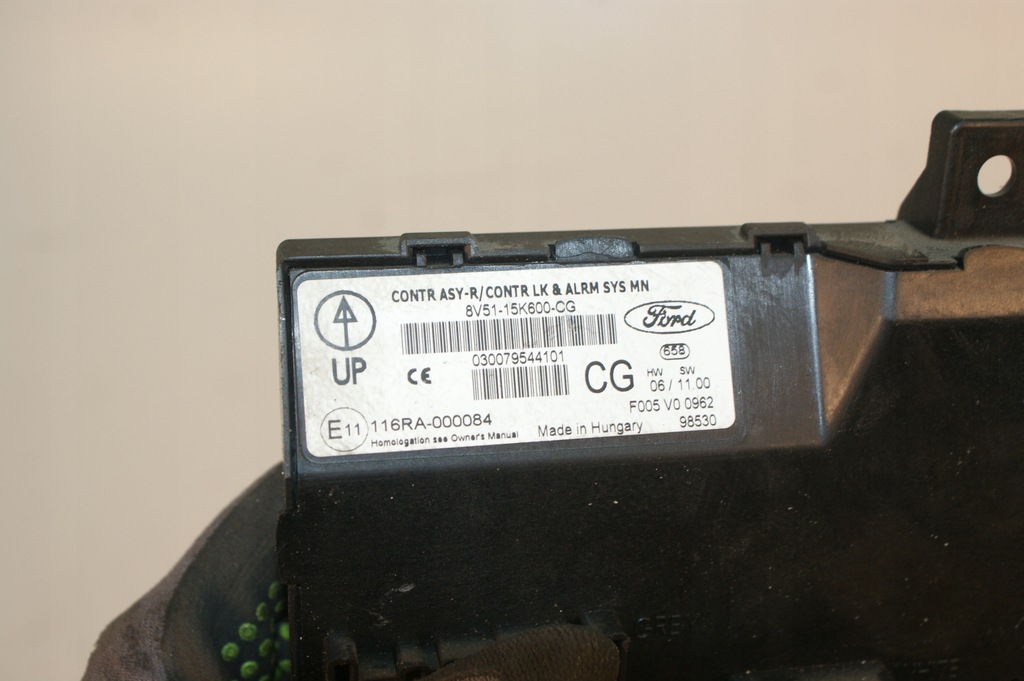 CONTR ASY-R/CONTR LK & ALRM SYS MN
8V51-15K600-CG
Ford
UP
030079544101
658
CE
CG
HW SW
06 / 11.00
F005 V0 0962
E11 116RA-000084
Homologation see Owner's Manual
Made in Hungary
98530
GREY